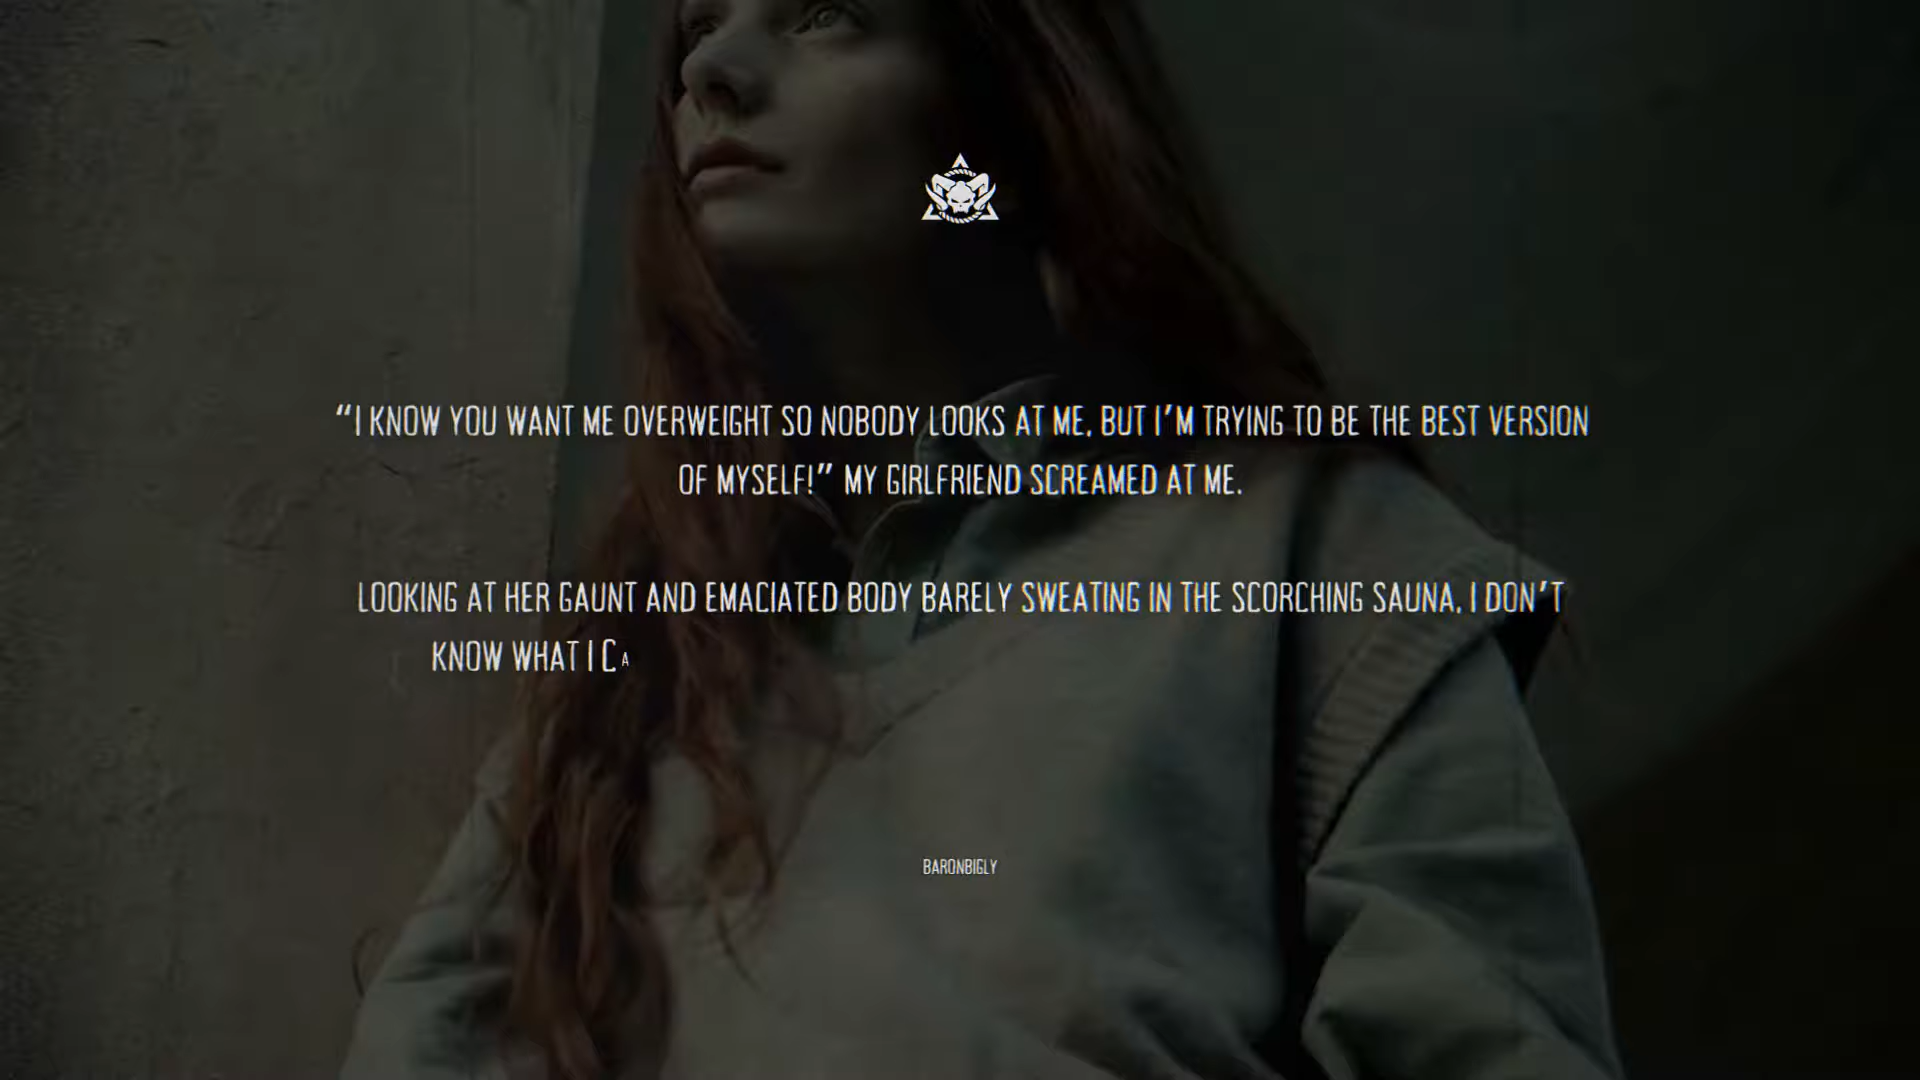 “I KNOW YOU WANT ME OVERWEIGHT SO NOBODY LOOKS AT ME, BUT I’M TRYING TO BE THE BEST VERSION
OF MYSELF!” MY GIRLFRIEND SCREAMED AT ME.
LOOKING AT HER GAUNT AND EMACIATED BODY BARELY SWEATING IN THE SCORCHING SAUNA, I DON’T
KNOW WHAT I CA
BARONBIGLY